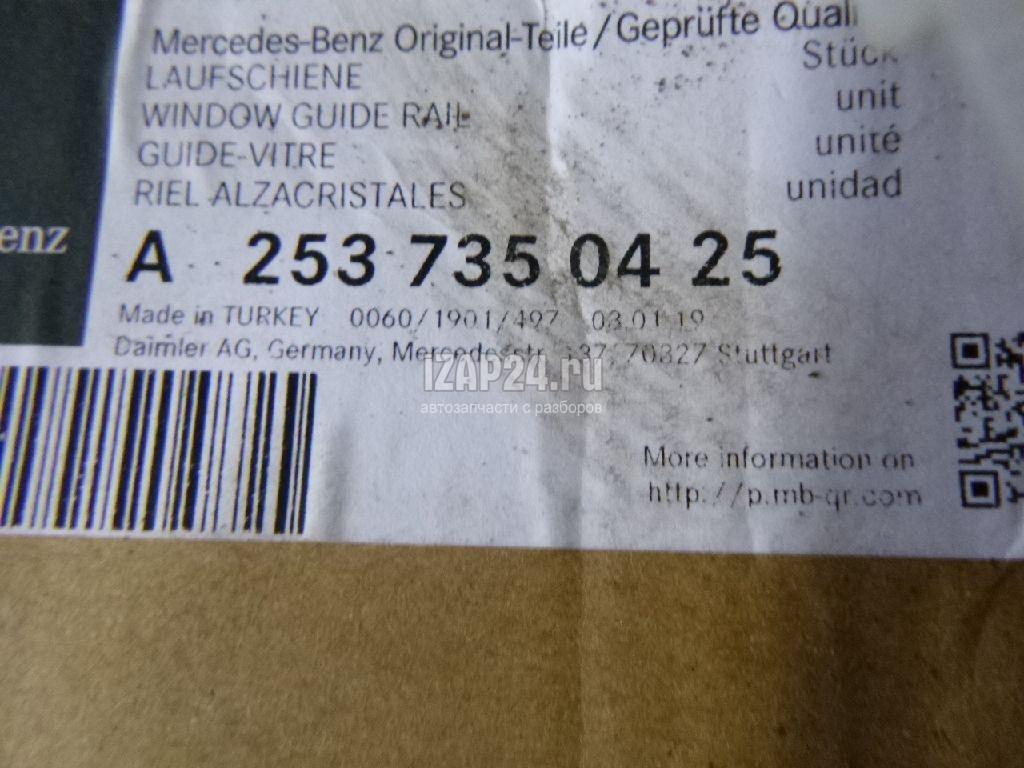 Mercedes-Benz Original-Teile/Geprüfte Quali
LAUFSCHIENE Stück
WINDOW GUIDE RAIL unit
GUIDE-VITRE unité
RIEL ALZACRISTALES unidad
enz
A 253 735 04 25
Made in TURKEY 0060/1901/497 03.01.19
Daimler AG, Germany, Mercedesstr. 137, 70327 Stuttgart
IZAP24.ru
автозапчасти с разборов
More information on
http://p.mb-qr.com